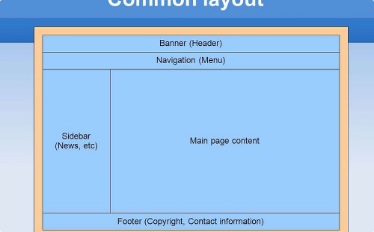 Common layout
Banner (Header)
Navigation (Menu)
Sidebar
(News, etc)
Main page content
Footer (Copyright, Contact information)